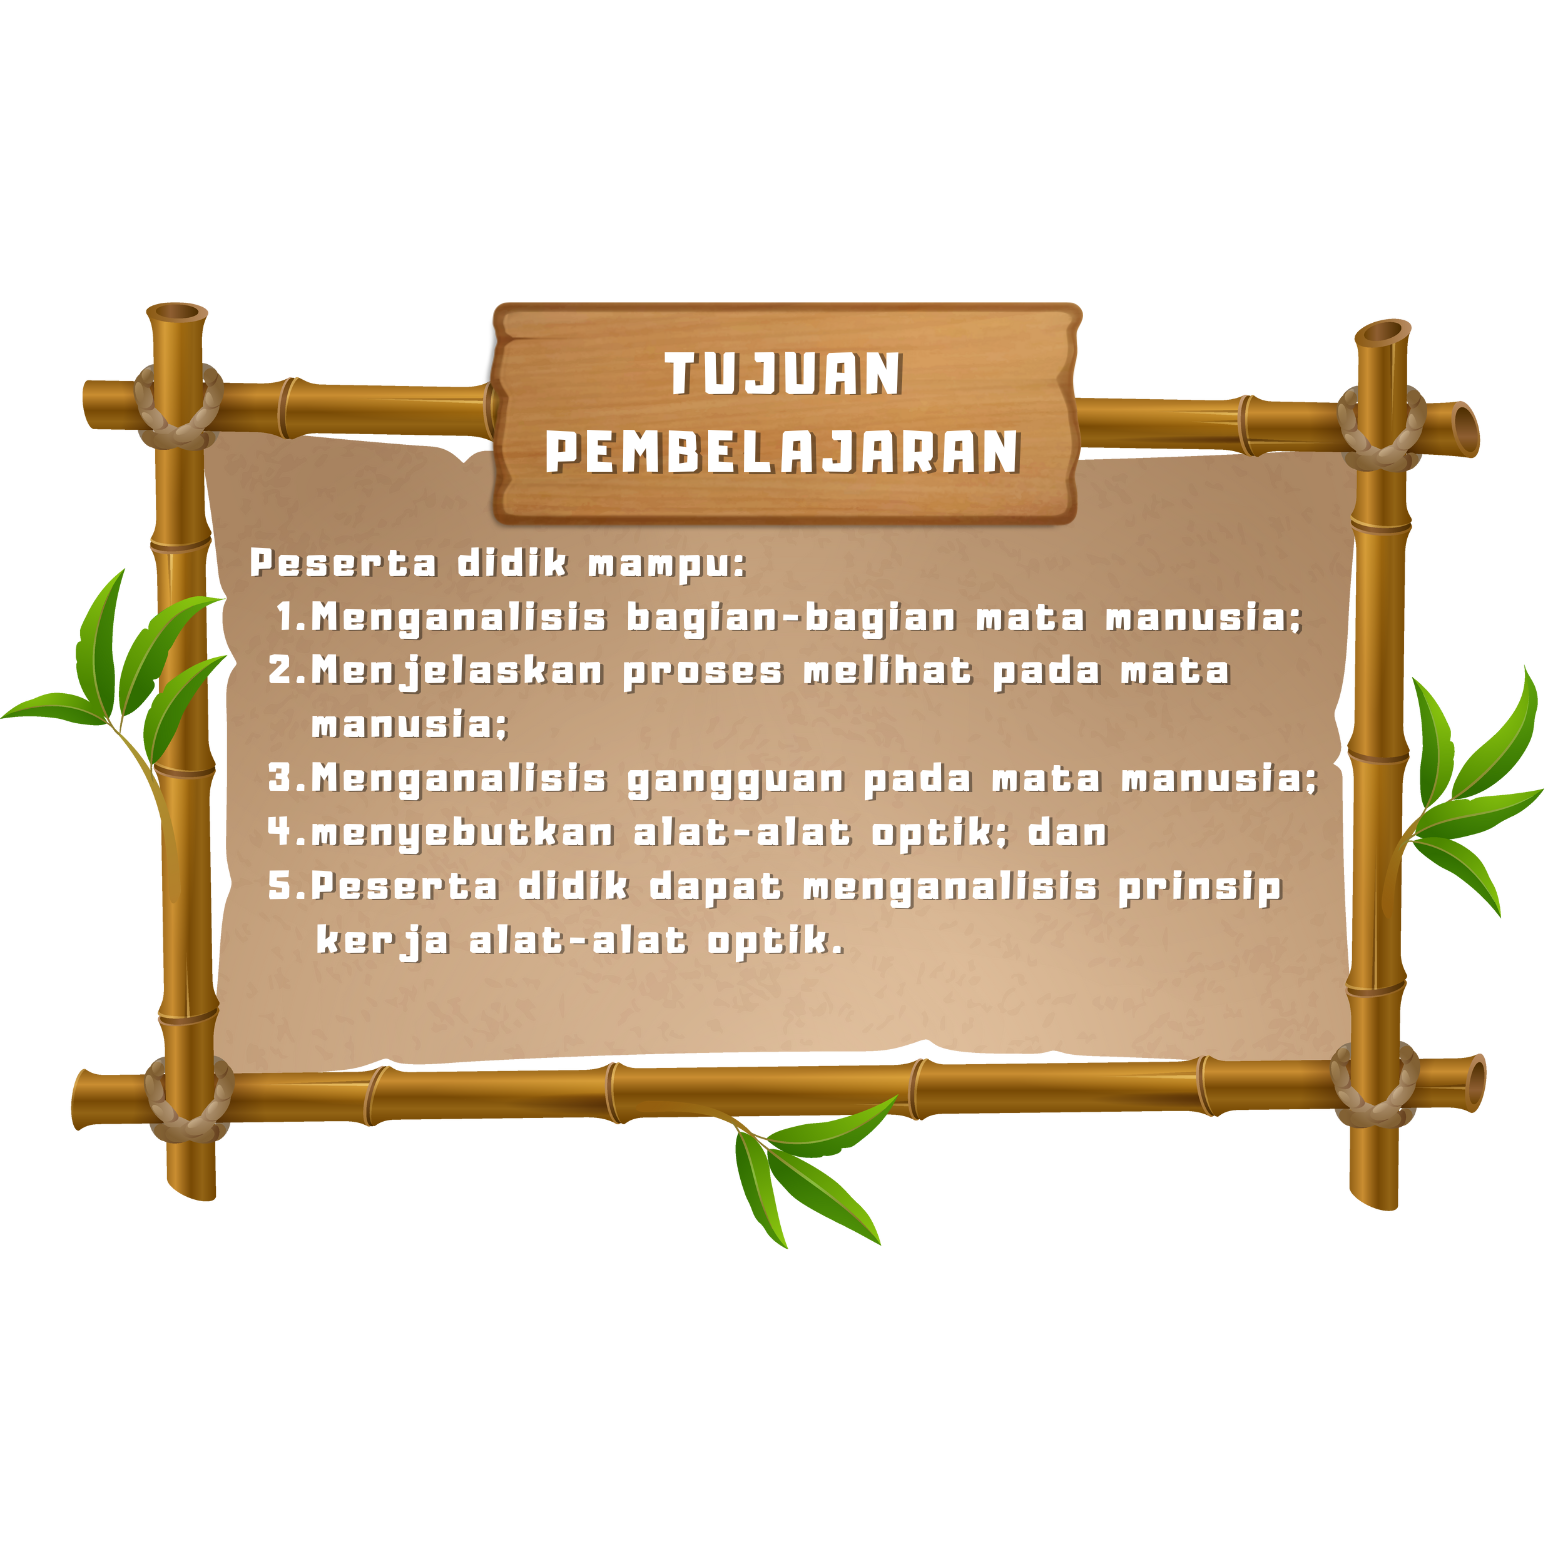 TUJUAN
PEMBELAJARAN
Peserta didik mampu:
1.Menganalisis bagian-bagian mata manusia;
2.Menjelaskan proses melihat pada mata
manusia;
3.Menganalisis gangguan pada mata manusia;
4.menyebutkan alat-alat optik; dan
5.Peserta didik dapat menganalisis prinsip
kerja alat-alat optik.